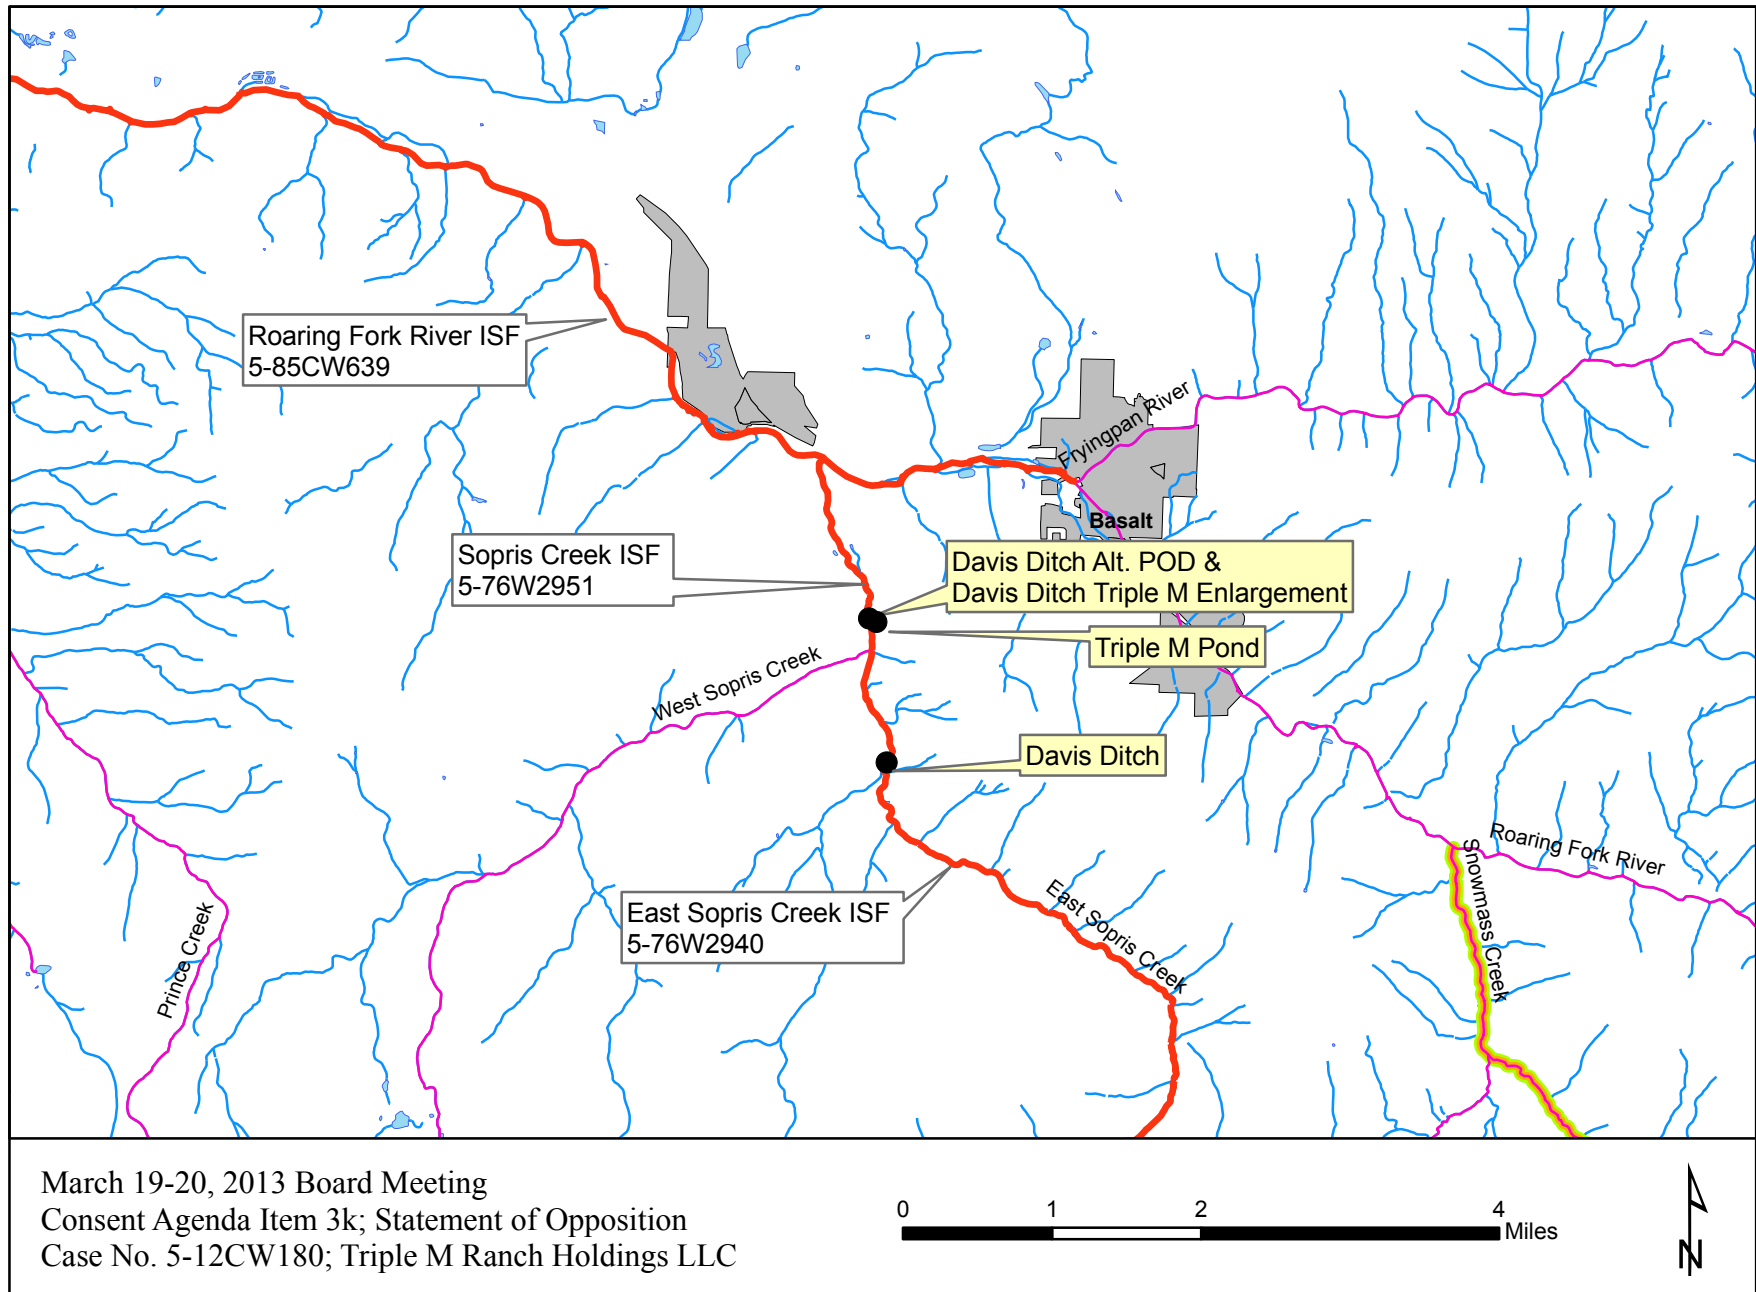 Roaring Fork River ISF
5-85CW639
Fryingpan River
Basalt
Sopris Creek ISF
5-76W2951
Davis Ditch Alt. POD &
Davis Ditch Triple M Enlargement
Triple M Pond
West Sopris Creek
Davis Ditch
Roaring Fork River
Snowmass Creek
East Sopris Creek ISF
5-76W2940
East Sopris Creek
Prince Creek
March 19-20, 2013 Board Meeting
Consent Agenda Item 3k; Statement of Opposition
Case No. 5-12CW180; Triple M Ranch Holdings LLC
0 1 2 4
Miles
N